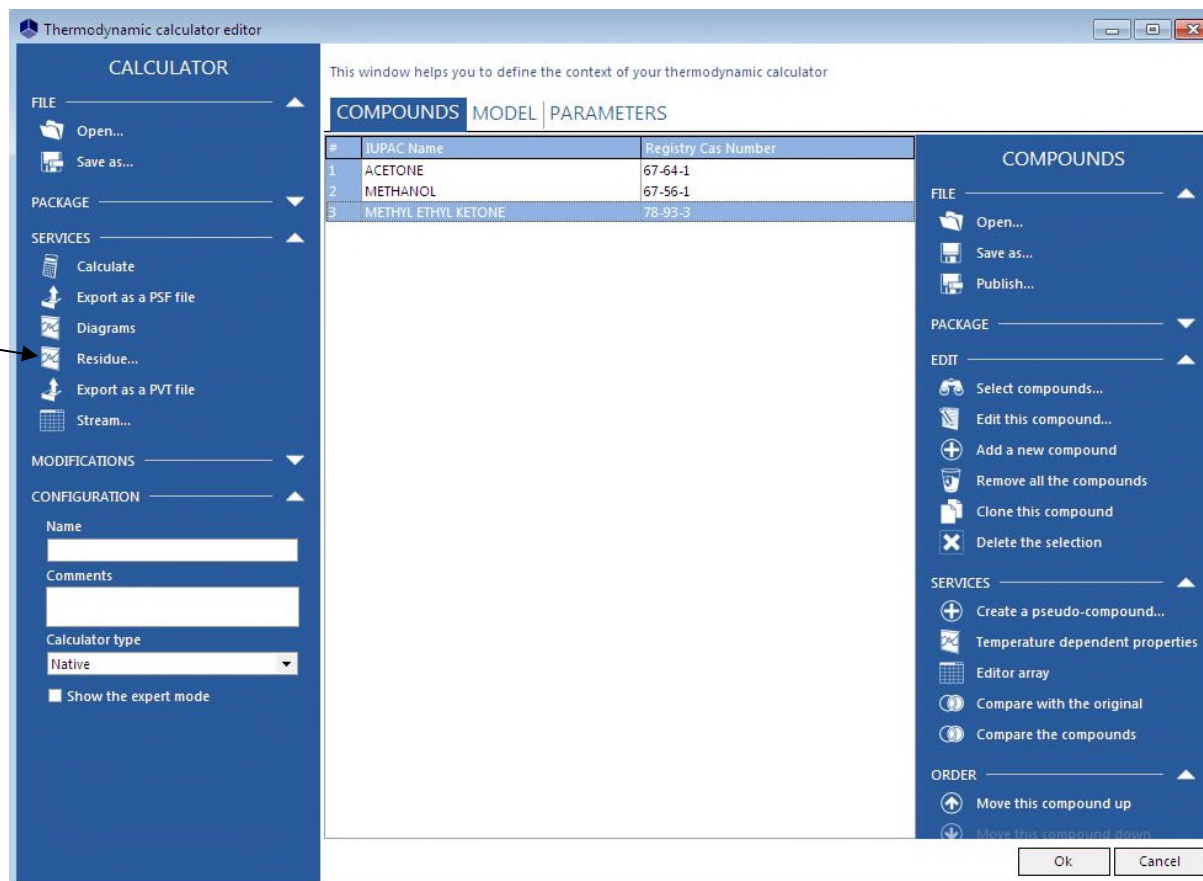 Thermodynamic calculator editor
CALCULATOR
FILE
Open...
Save as...
PACKAGE
SERVICES
Calculate
Export as a PSF file
Diagrams
Residue...
Export as a PVT file
Stream...
MODIFICATIONS
CONFIGURATION
Name
Comments
Calculator type
Native
Show the expert mode
This window helps you to define the context of your thermodynamic calculator
COMPOUNDS MODEL PARAMETERS
# IUPAC Name Registry Cas Number
1 ACETONE 67-64-1
2 METHANOL 67-56-1
3 METHYL ETHYL KETONE 78-93-3
COMPOUNDS
FILE
Open...
Save as...
Publish...
PACKAGE
EDIT
Select compounds...
Edit this compound...
Add a new compound
Remove all the compounds
Clone this compound
Delete the selection
SERVICES
Create a pseudo-compound...
Temperature dependent properties
Editor array
Compare with the original
Compare the compounds
ORDER
Move this compound up
Move this compound down
Ok Cancel